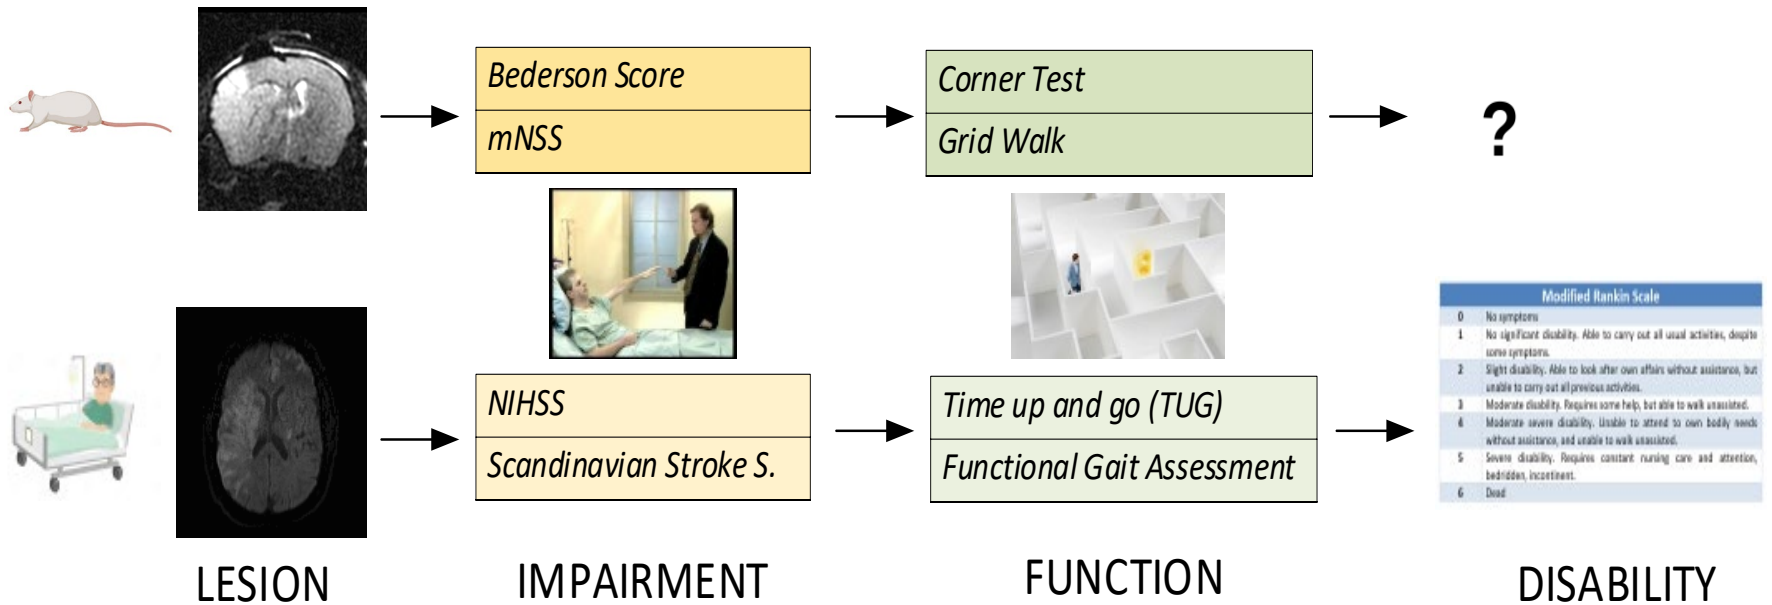 Bederson Score
mNSS
Corner Test
Grid Walk
?
NIHSS
Scandinavian Stroke S.
Time up and go (TUG)
Functional Gait Assessment
Modified Rankin Scale
0 No symptoms
1 No significant disability. Able to carry out all usual activities, despite
some symptoms.
2 Slight disability. Able to look after own affairs without assistance, but
unable to carry out all previous activities.
3 Moderate disability. Requires some help, but able to walk unassisted.
4 Moderate severe disability. Unable to attend to own bodily needs
without assistance, and unable to walk unassisted.
5 Severe disability. Requires constant nursing care and attention,
bedridden, incontinent.
6 Dead
LESION
IMPAIRMENT
FUNCTION
DISABILITY